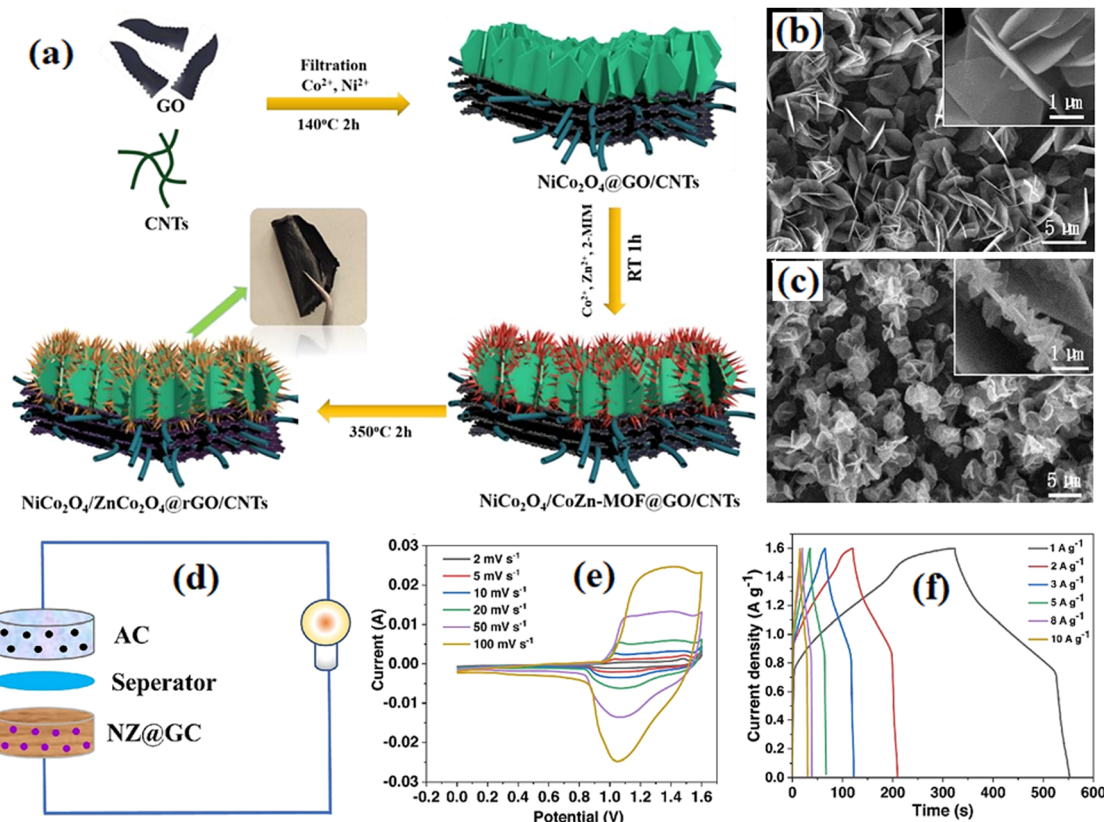 (a)
GO
CNTs
Filtration
Co²⁺, Ni²⁺
140°C 2h
NiCo₂O₄@GO/CNTs
Co²⁺, Zn²⁺, 2-MIM
RT 1h
350°C 2h
NiCo₂O₄/ZnCo₂O₄@rGO/CNTs
NiCo₂O₄/CoZn-MOF@GO/CNTs
(b)
1 μm
5 μm
(c)
1 μm
5 μm
(d)
AC
Seperator
NZ@GC
(e)
2 mV s⁻¹
5 mV s⁻¹
10 mV s⁻¹
20 mV s⁻¹
50 mV s⁻¹
100 mV s⁻¹
Current (A)
0.03
0.02
0.01
0.00
-0.01
-0.02
-0.03
-0.2 0.0 0.2 0.4 0.6 0.8 1.0 1.2 1.4 1.6
Potential (V)
(f)
1 A g⁻¹
2 A g⁻¹
3 A g⁻¹
5 A g⁻¹
8 A g⁻¹
10 A g⁻¹
Current density (A g⁻¹)
1.6
1.4
1.2
1.0
0.8
0.6
0.4
0.2
0.0
0 100 200 300 400 500 600
Time (s)